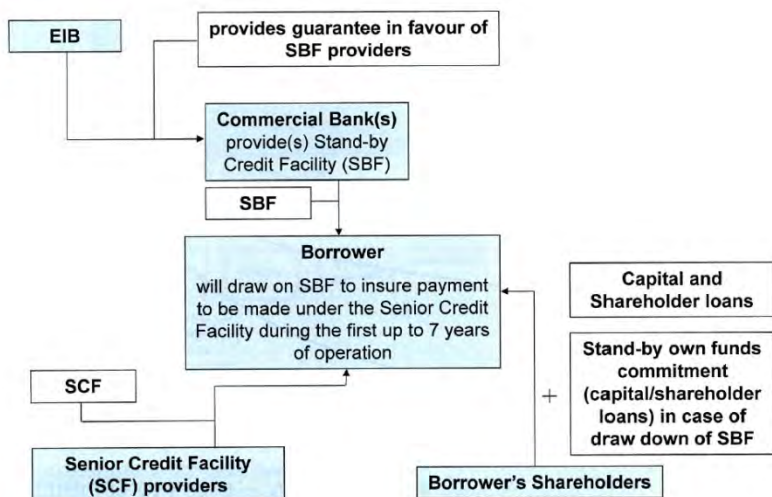 EIB
provides guarantee in favour of
SBF providers
Commercial Bank(s)
provide(s) Stand-by
Credit Facility (SBF)
SBF
Borrower
will draw on SBF to insure payment
to be made under the Senior Credit
Facility during the first up to 7 years
of operation
Capital and
Shareholder loans
Stand-by own funds
commitment
(capital/shareholder
loans) in case of
draw down of SBF
+
SCF
Senior Credit Facility
(SCF) providers
Borrower's Shareholders